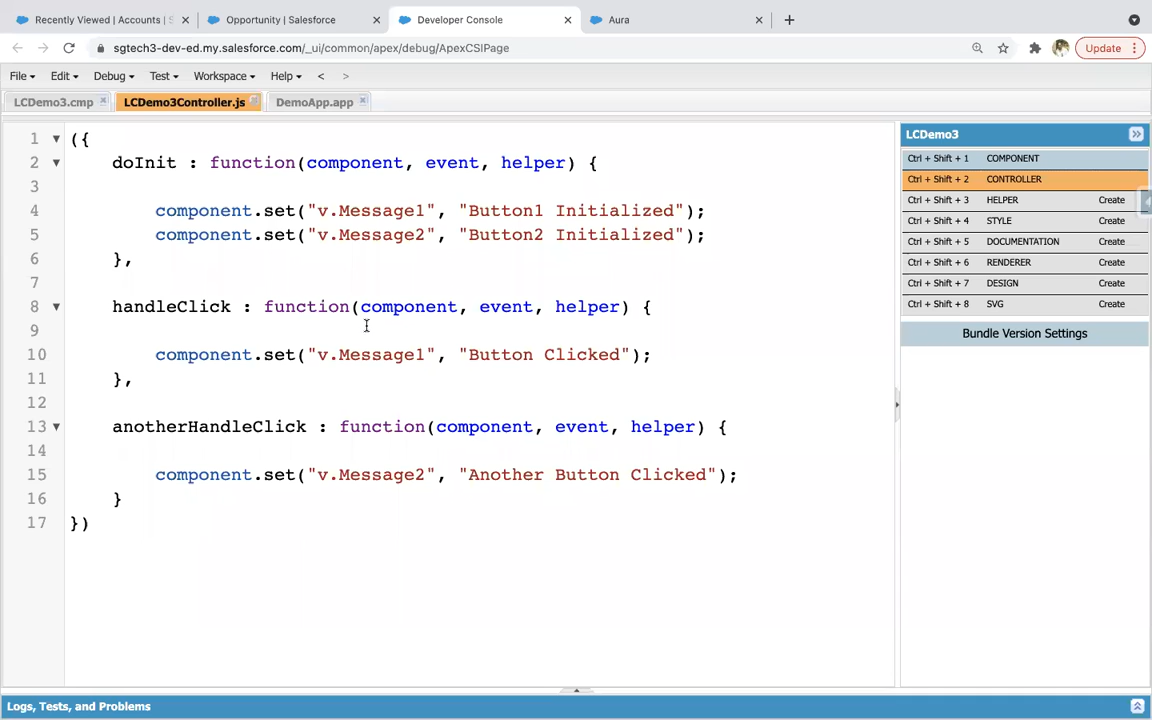 Recently Viewed | Accounts | S
Opportunity | Salesforce
Developer Console
Aura
sgtech3-dev-ed.my.salesforce.com/_ui/common/apex/debug/ApexCSIPage
Update
File Edit Debug Test Workspace Help < >
LCDemo3.cmp LCDemo3Controller.js DemoApp.app
1 ({
2 doInit : function(component, event, helper) {
3
4 component.set("v.Message1", "Button1 Initialized");
5 component.set("v.Message2", "Button2 Initialized");
6 },
7
8 handleClick : function(component, event, helper) {
9
10 component.set("v.Message1", "Button Clicked");
11 },
12
13 anotherHandleClick : function(component, event, helper) {
14
15 component.set("v.Message2", "Another Button Clicked");
16 }
17 })
LCDemo3
Ctrl + Shift + 1 COMPONENT
Ctrl + Shift + 2 CONTROLLER
Ctrl + Shift + 3 HELPER Create
Ctrl + Shift + 4 STYLE Create
Ctrl + Shift + 5 DOCUMENTATION Create
Ctrl + Shift + 6 RENDERER Create
Ctrl + Shift + 7 DESIGN Create
Ctrl + Shift + 8 SVG Create
Bundle Version Settings
Logs, Tests, and Problems